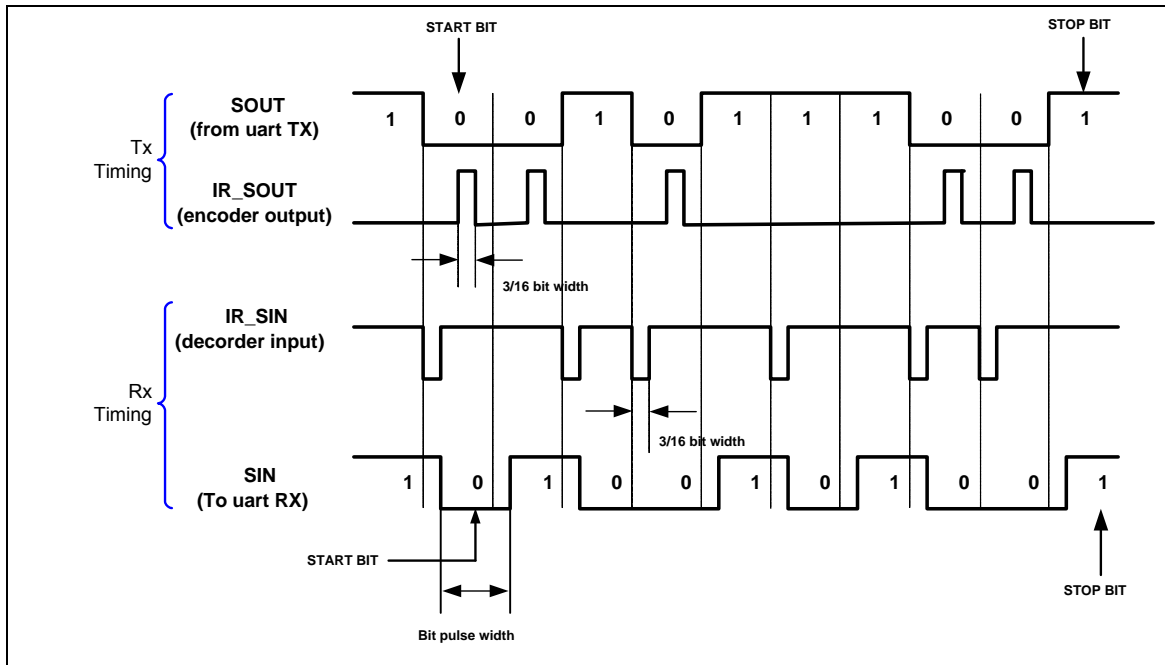 START BIT
STOP BIT
SOUT
(from uart TX)
1 0 0 1 0 1 1 1 0 0 1
Tx
Timing
IR_SOUT
(encoder output)
3/16 bit width
IR_SIN
(decorder input)
Rx
Timing
3/16 bit width
SIN
(To uart RX)
1 0 1 0 0 1 0 1 0 0 1
START BIT
STOP BIT
Bit pulse width